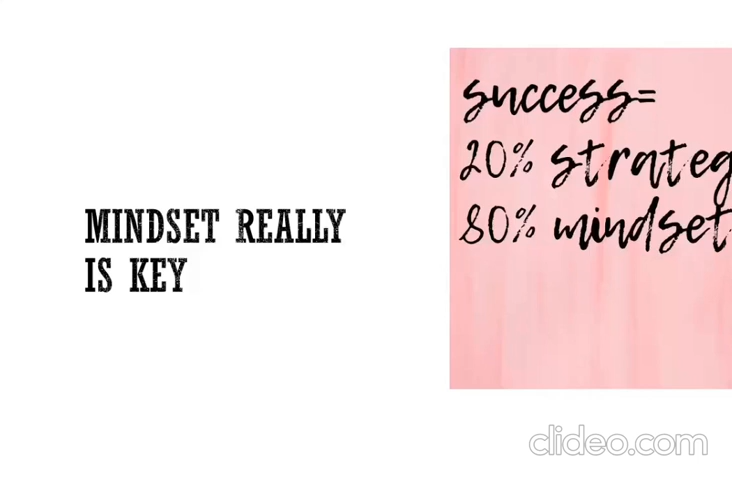 MINDSET REALLY
IS KEY
success=
20% strateg
80% mindset
clideo.com